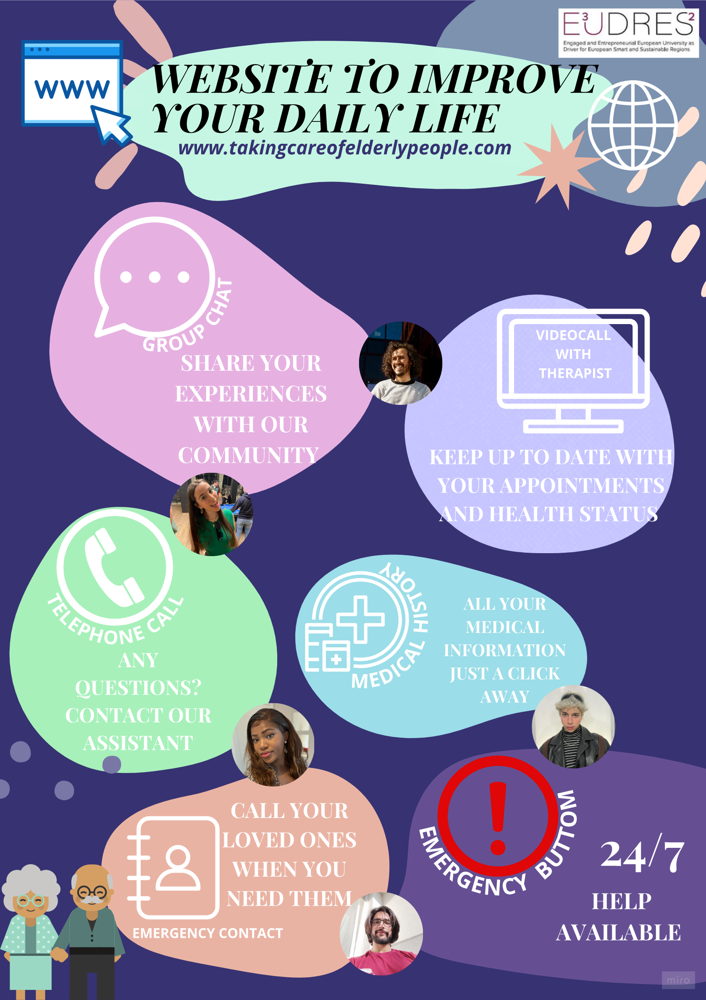 E³UDRES²
Engaged and Entrepreneurial European University as
Driver for European Smart and Sustainable Regions
www
WEBSITE TO IMPROVE
YOUR DAILY LIFE
www.takingcareofelderlypeople.com
GROUP CHAT
SHARE YOUR
EXPERIENCES
WITH OUR
COMMUNITY
VIDEOCALL
WITH
THERAPIST
KEEP UP TO DATE WITH
YOUR APPOINTMENTS
AND HEALTH STATUS
TELEPHONE CALL
ANY
QUESTIONS?
CONTACT OUR
ASSISTANT
MEDICAL HISTORY
ALL YOUR
MEDICAL
INFORMATION
JUST A CLICK
AWAY
CALL YOUR
LOVED ONES
WHEN YOU
NEED THEM
EMERGENCY CONTACT
EMERGENCY BUTTOM
24/7
HELP
AVAILABLE
miro